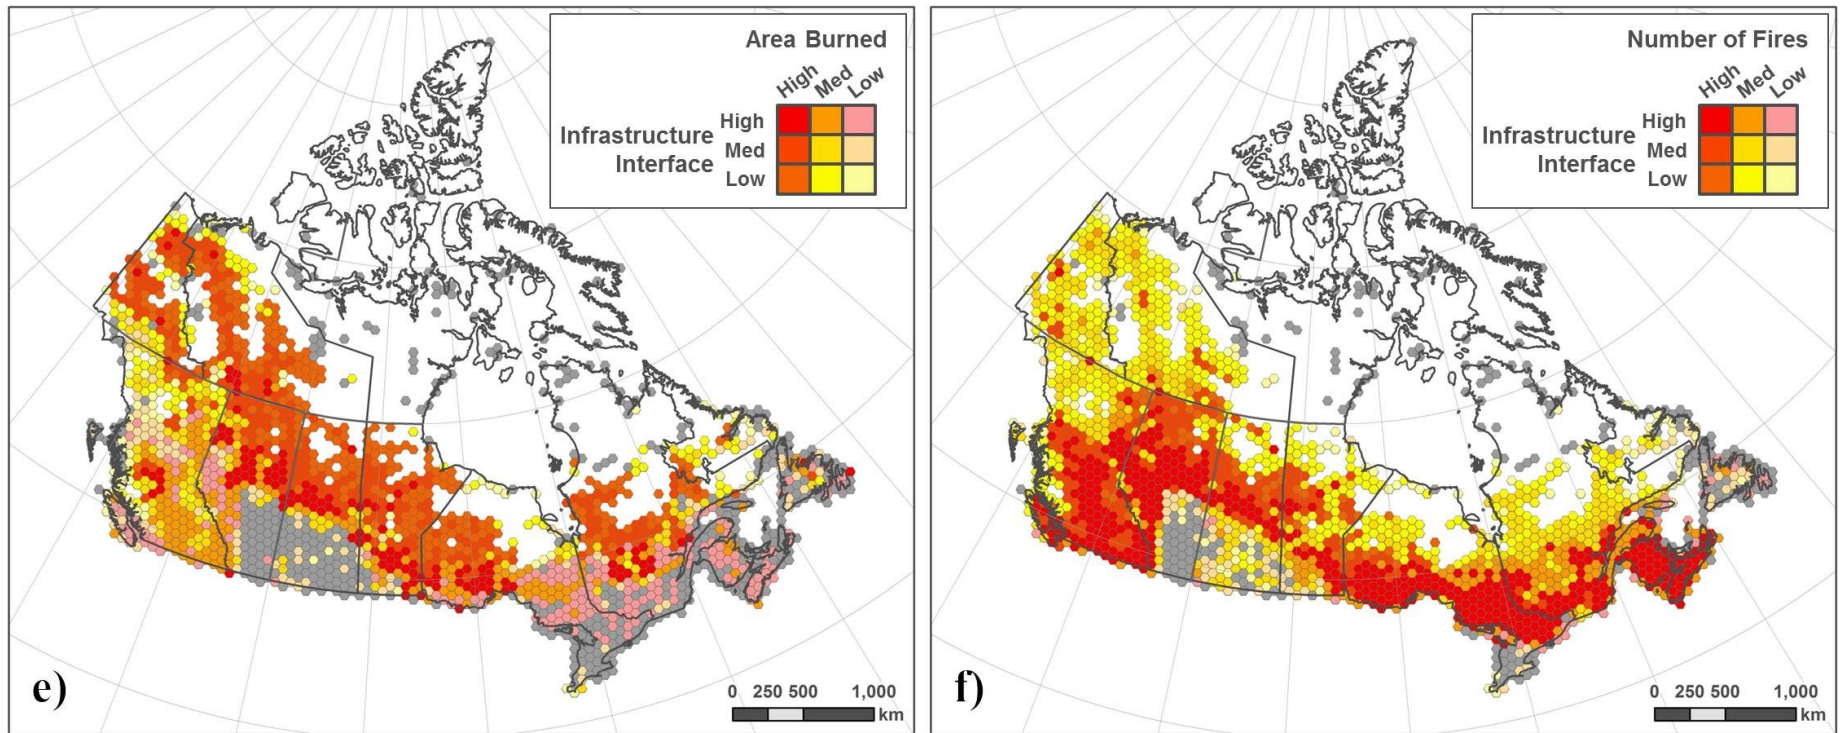 Area Burned
High Med Low
Infrastructure Interface
High
Med
Low
e)
0 250 500 1,000
km
Number of Fires
High Med Low
Infrastructure Interface
High
Med
Low
f)
0 250 500 1,000
km